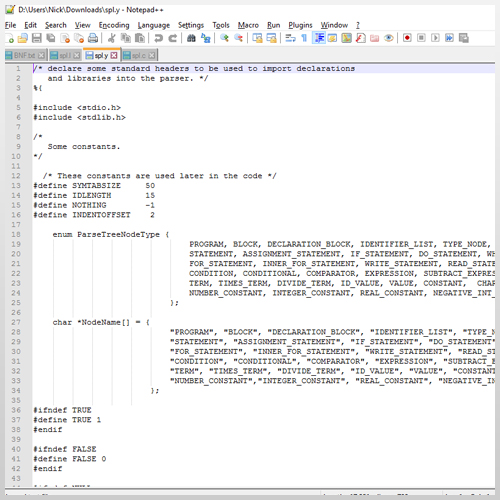 D:\Users\Nick\Downloads\spl.y - Notepad++
File Edit Search View Encoding Language Settings Tools Macro Run Plugins Window ?
BNF.txt spl.l spl.y spl.c
1 /* declare some standard headers to be used to import declarations
2 and libraries into the parser. */
3 %{
4
5 #include <stdio.h>
6 #include <stdlib.h>
7
8 /*
9 Some constants.
10 */
11
12 /* These constants are used later in the code */
13 #define SYMTABSIZE 50
14 #define IDLENGTH 15
15 #define NOTHING -1
16 #define INDENTOFFSET 2
17
18 enum ParseTreeNodeType {
19 PROGRAM, BLOCK, DECLARATION_BLOCK, IDENTIFIER_LIST, TYPE_NODE,
20 STATEMENT, ASSIGNMENT_STATEMENT, IF_STATEMENT, DO_STATEMENT, WH
21 FOR_STATEMENT, INNER_FOR_STATEMENT, WRITE_STATEMENT, READ_STATE
22 CONDITION, CONDITIONAL, COMPARATOR, EXPRESSION, SUBTRACT_EXPRES
23 TERM, TIMES_TERM, DIVIDE_TERM, ID_VALUE, VALUE, CONSTANT, CHAR
24 NUMBER_CONSTANT, INTEGER_CONSTANT, REAL_CONSTANT, NEGATIVE_INT_
25 };
26
27 char *NodeName[] = {
28 "PROGRAM", "BLOCK", "DECLARATION_BLOCK", "IDENTIFIER_LIST", "TYPE_N
29 "STATEMENT", "ASSIGNMENT_STATEMENT", "IF_STATEMENT", "DO_STATEMENT"
30 "FOR_STATEMENT", "INNER_FOR_STATEMENT", "WRITE_STATEMENT", "READ_ST
31 "CONDITION", "CONDITIONAL", "COMPARATOR", "EXPRESSION", "SUBTRACT_E
32 "TERM", "TIMES_TERM", "DIVIDE_TERM", "ID_VALUE", "VALUE", "CONSTANT
33 "NUMBER_CONSTANT","INTEGER_CONSTANT", "REAL_CONSTANT", "NEGATIVE_IN
34 };
35
36 #ifndef TRUE
37 #define TRUE 1
38 #endif
39
40 #ifndef FALSE
41 #define FALSE 0
42 #endif
43